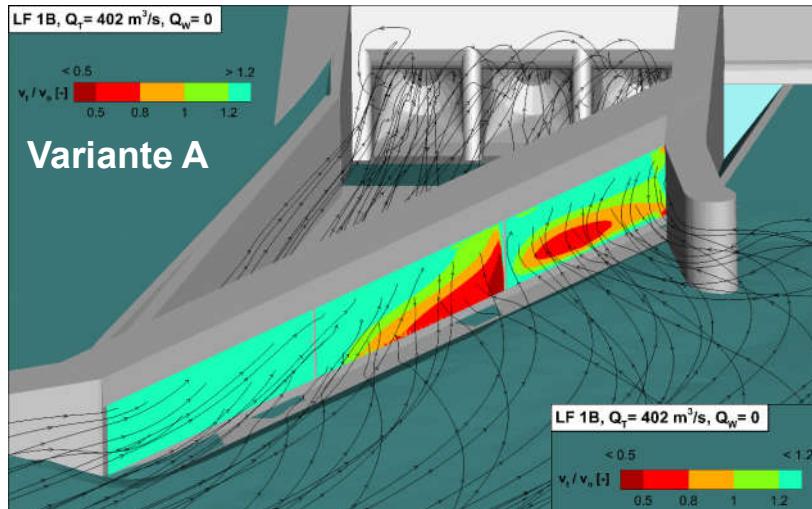 LF 1B, Q_T= 402 m³/s, Q_W= 0
< 0.5 > 1.2
v_t / v_n [-]
0.5 0.8 1 1.2
Variante A
LF 1B, Q_T= 402 m³/s, Q_W= 0
< 0.5 < 1.2
v_t / v_n [-]
0.5 0.8 1 1.2